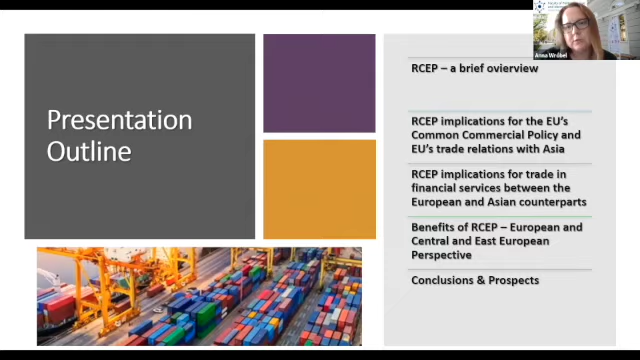 Presentation
Outline
RCEP – a brief ovierview
RCEP implications for the EU's
Common Commercial Policy and
EU's trade relations with Asia
RCEP implications for trade in
financial services between the
European and Asian counterparts
Benefits of RCEP – European and
Central and East European
Perspective
Conclusions & Prospects
Anna Wróbel